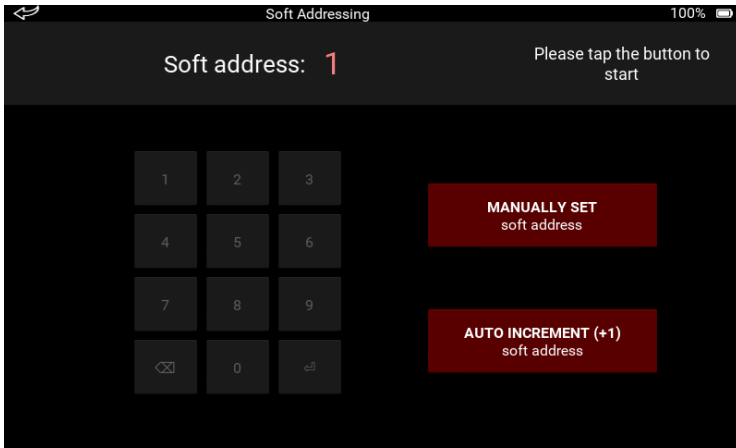 Soft Addressing
100%
Soft address: 1
Please tap the button to
start
1 2 3
4 5 6
7 8 9
0
MANUALLY SET
soft address
AUTO INCREMENT (+1)
soft address